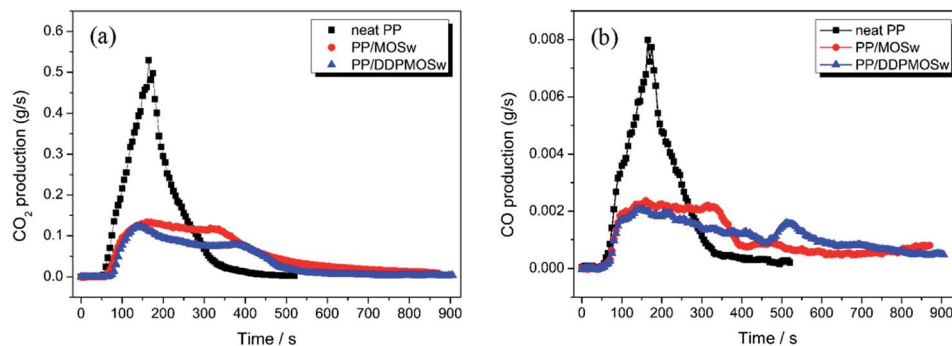 (a)
neat PP
PP/MOSw
PP/DDPMOSw
CO₂ production (g/s)
0.6
0.5
0.4
0.3
0.2
0.1
0.0
0 100 200 300 400 500 600 700 800 900
Time / s
(b)
neat PP
PP/MOSw
PP/DDPMOSw
CO production (g/s)
0.008
0.006
0.004
0.002
0.000
0 100 200 300 400 500 600 700 800 900
Time / s